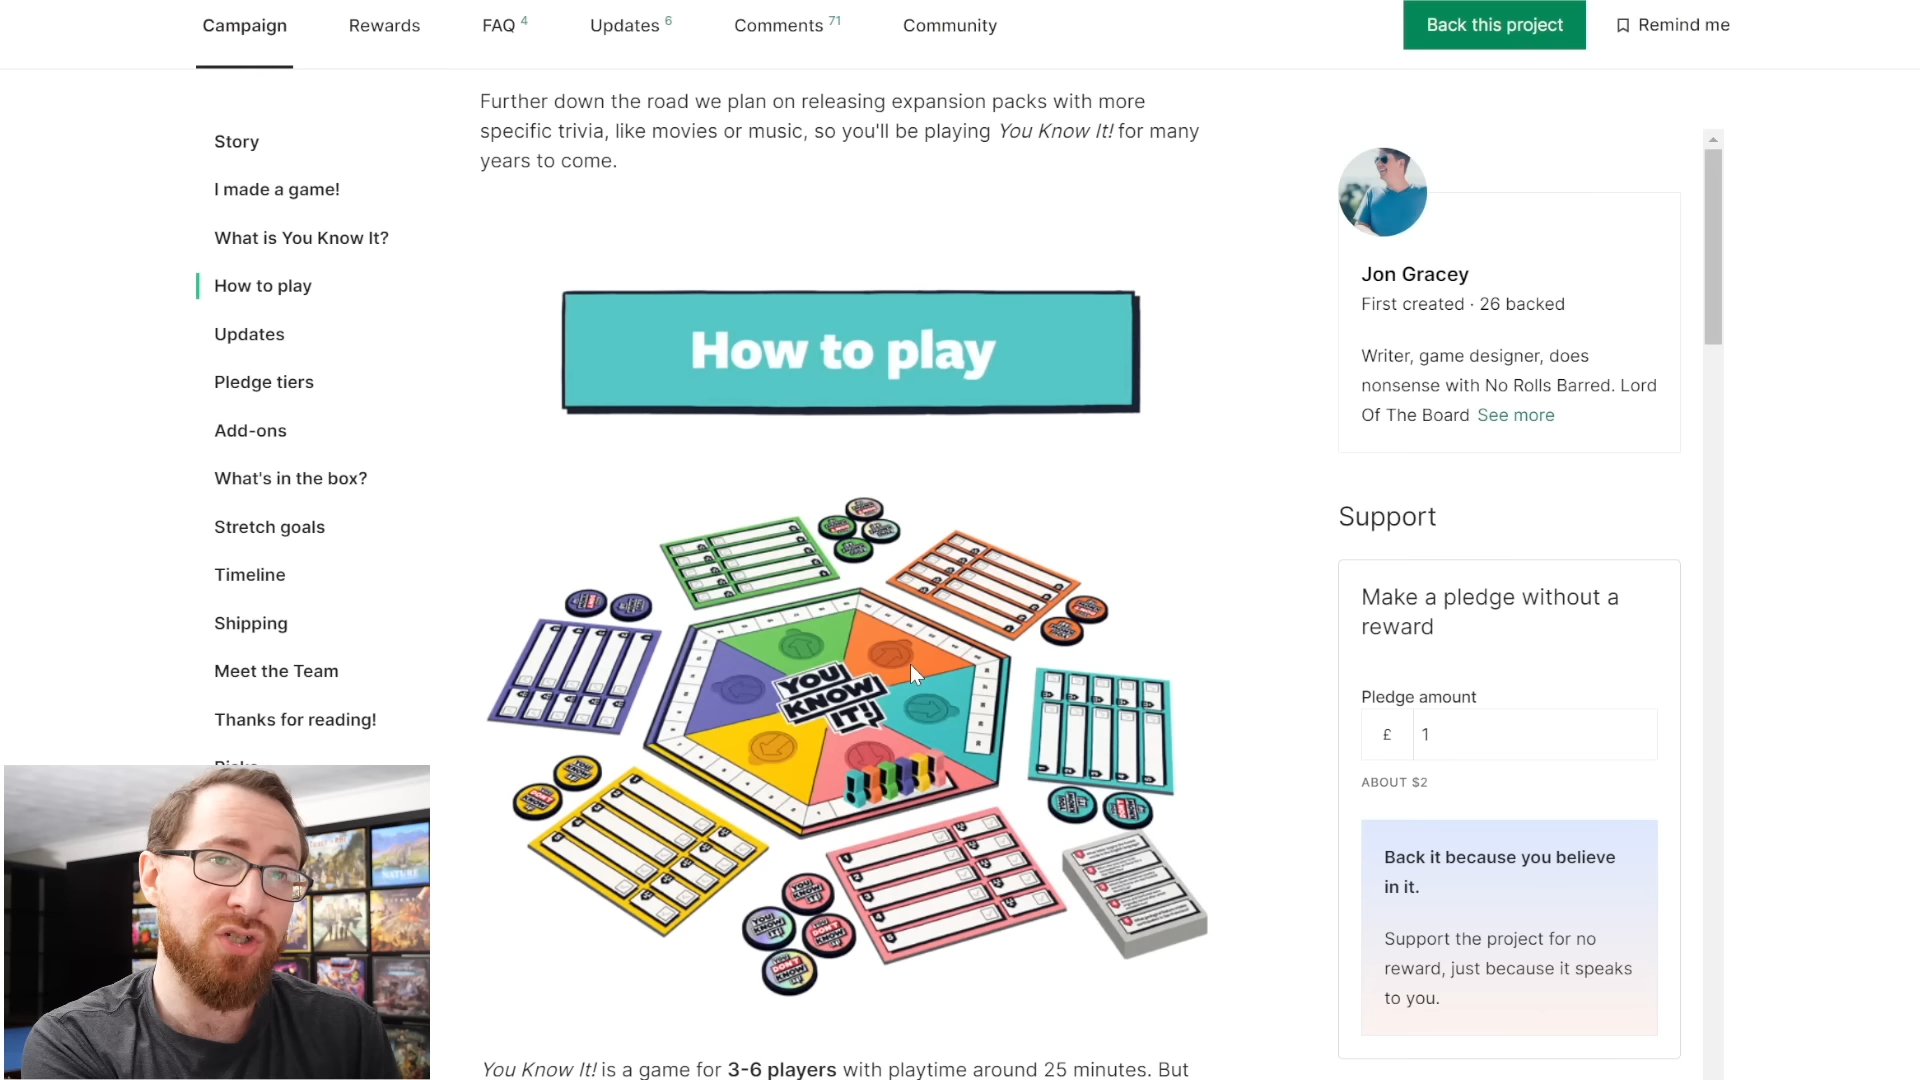 Campaign
Rewards
FAQ 4
Updates 6
Comments 71
Community
Back this project
Remind me
Story
I made a game!
What is You Know It?
How to play
Updates
Pledge tiers
Add-ons
What's in the box?
Stretch goals
Timeline
Shipping
Meet the Team
Thanks for reading!
Further down the road we plan on releasing expansion packs with more
specific trivia, like movies or music, so you'll be playing You Know It! for many
years to come.
How to play
YOU
KNOW
IT!
You Know It! is a game for 3-6 players with playtime around 25 minutes. But
Jon Gracey
First created · 26 backed
Writer, game designer, does
nonsense with No Rolls Barred. Lord
Of The Board See more
Support
Make a pledge without a
reward
Pledge amount
£ 1
ABOUT $2
Back it because you believe
in it.
Support the project for no
reward, just because it speaks
to you.